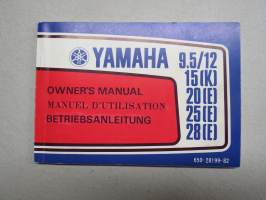 YAMAHA
9.5/12
15(K)
20(E)
25(E)
28(E)
OWNER'S MANUAL
MANUEL D'UTILISATION
BETRIEBSANLEITUNG
650-28199-82